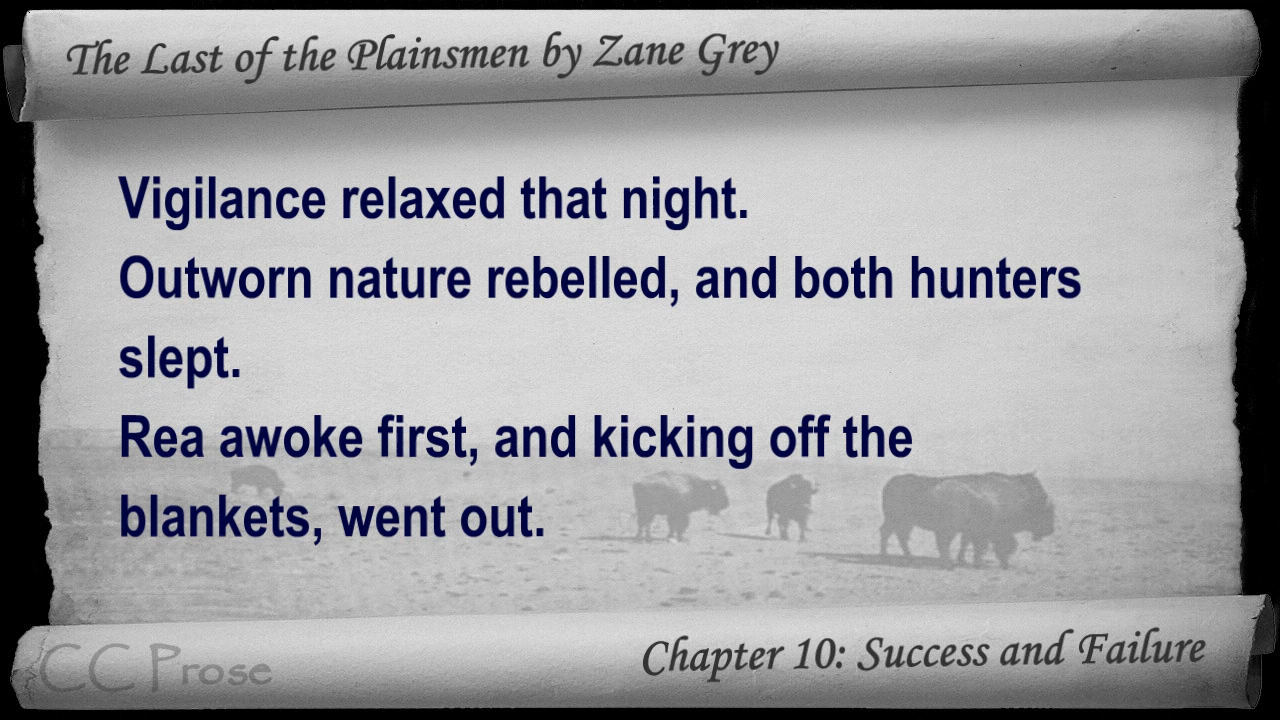 The Last of the Plainsmen by Zane Grey
Vigilance relaxed that night.
Outworn nature rebelled, and both hunters
slept.
Rea awoke first, and kicking off the
blankets, went out.
CC Prose
Chapter 10: Success and Failure